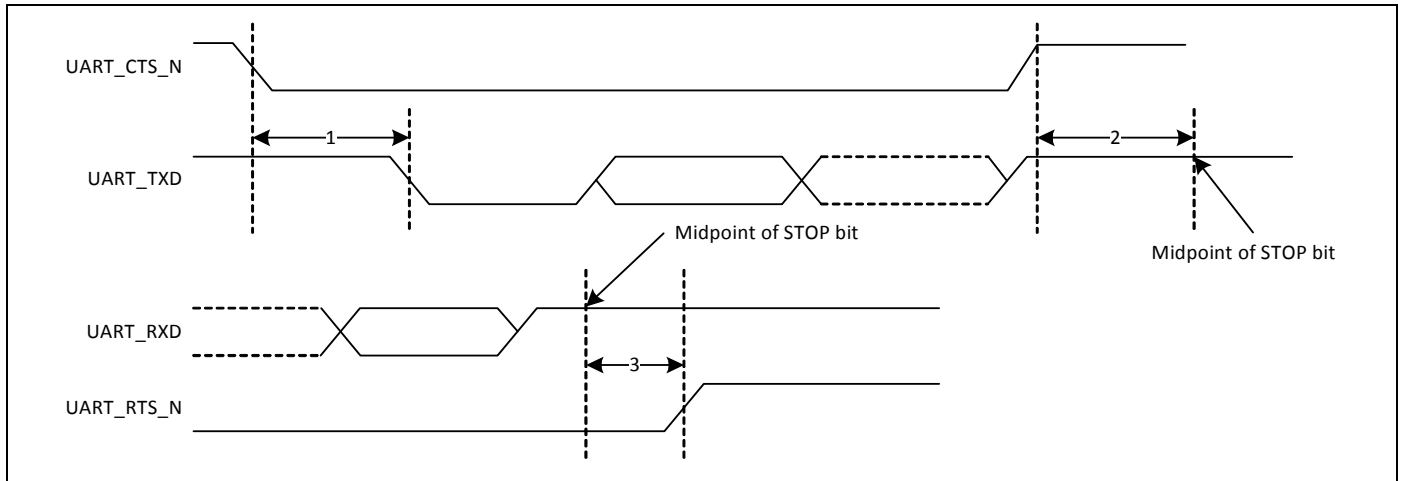 UART_CTS_N
1
2
UART_TXD
Midpoint of STOP bit
Midpoint of STOP bit
UART_RXD
3
UART_RTS_N